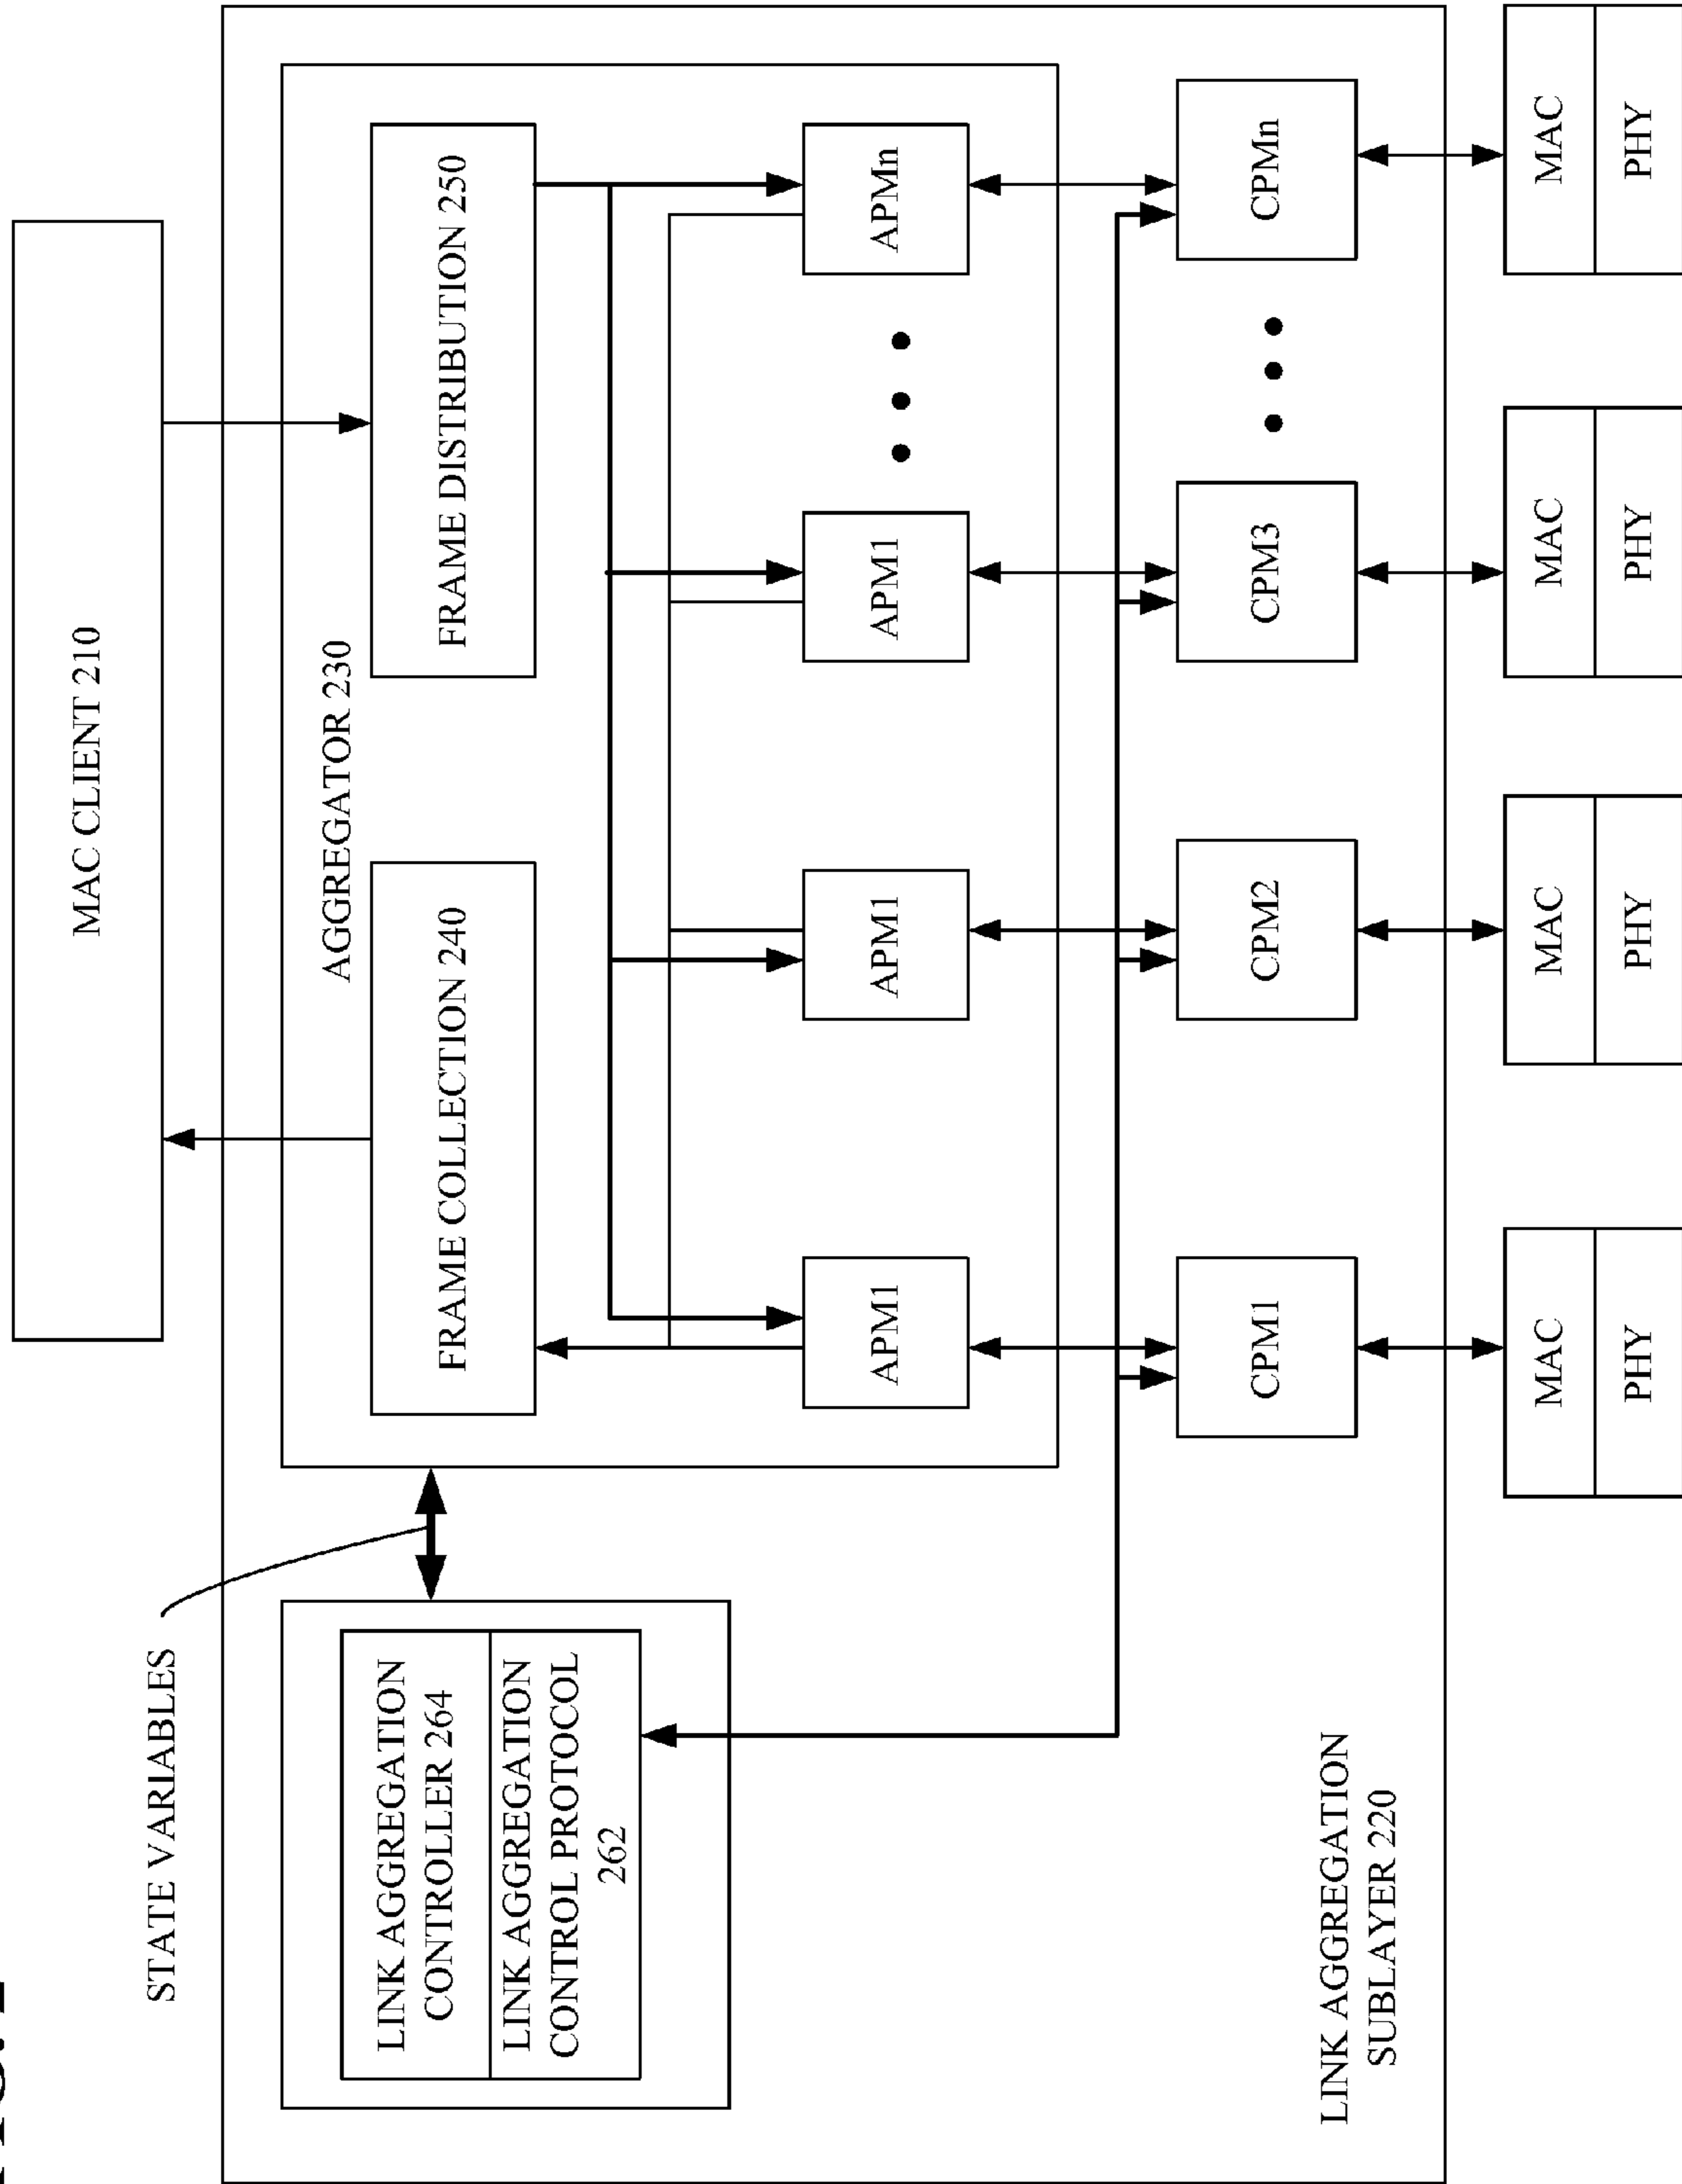 MAC CLIENT 210
STATE VARIABLES
AGGREGATOR 230
LINK AGGREGATION
CONTROLLER 264
LINK AGGREGATION
CONTROL PROTOCOL
262
FRAME COLLECTION 240
FRAME DISTRIBUTION 250
APM1
APM1
APM1
APMn
CPM1
CPM2
CPM3
CPMn
LINK AGGREGATION
SUBLAYER 220
MAC
MAC
MAC
MAC
PHY
PHY
PHY
PHY